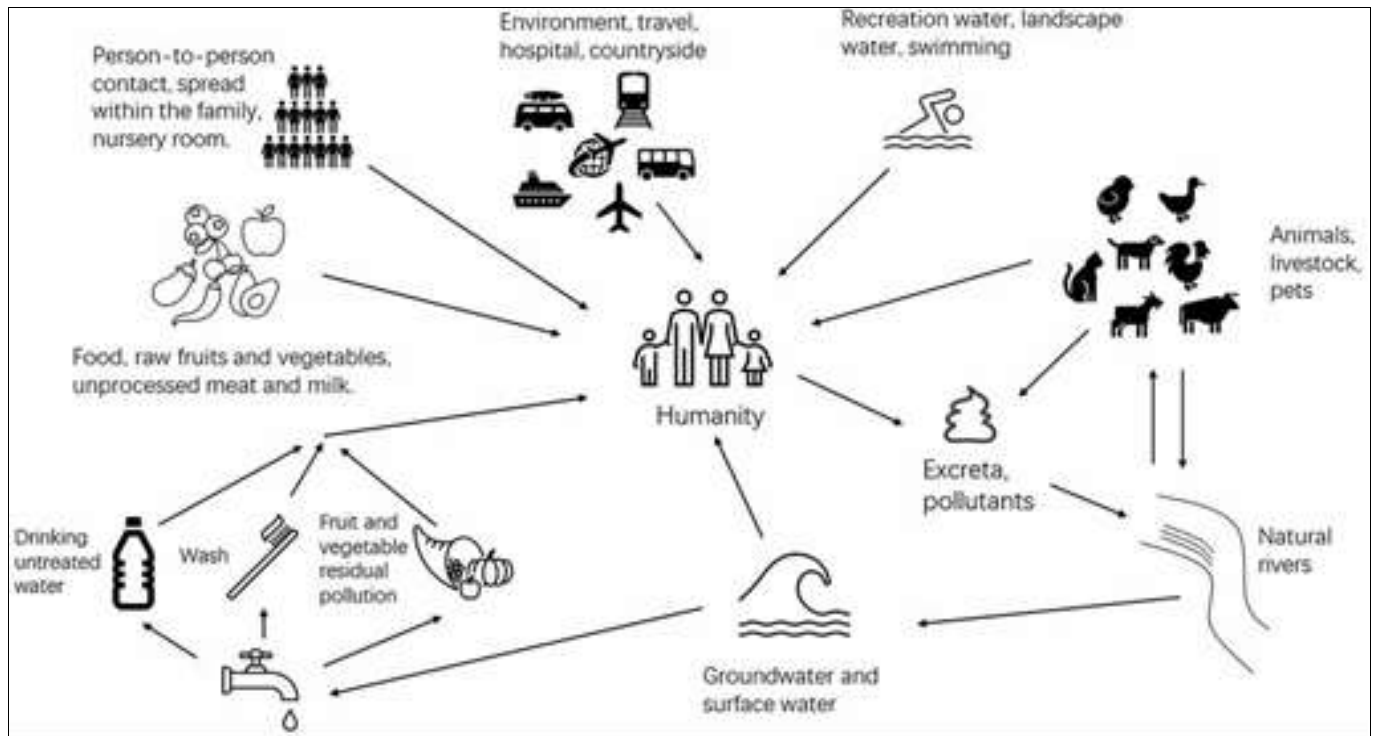 Environment, travel,
hospital, countryside
Recreation water, landscape
water, swimming
Person-to-person
contact, spread
within the family,
nursery room.
Animals,
livestock,
pets
Food, raw fruits and vegetables,
unprocessed meat and milk.
Humanity
Excreta,
pollutants
Drinking
untreated
water
Wash
Fruit and
vegetable
residual
pollution
Natural
rivers
Groundwater and
surface water